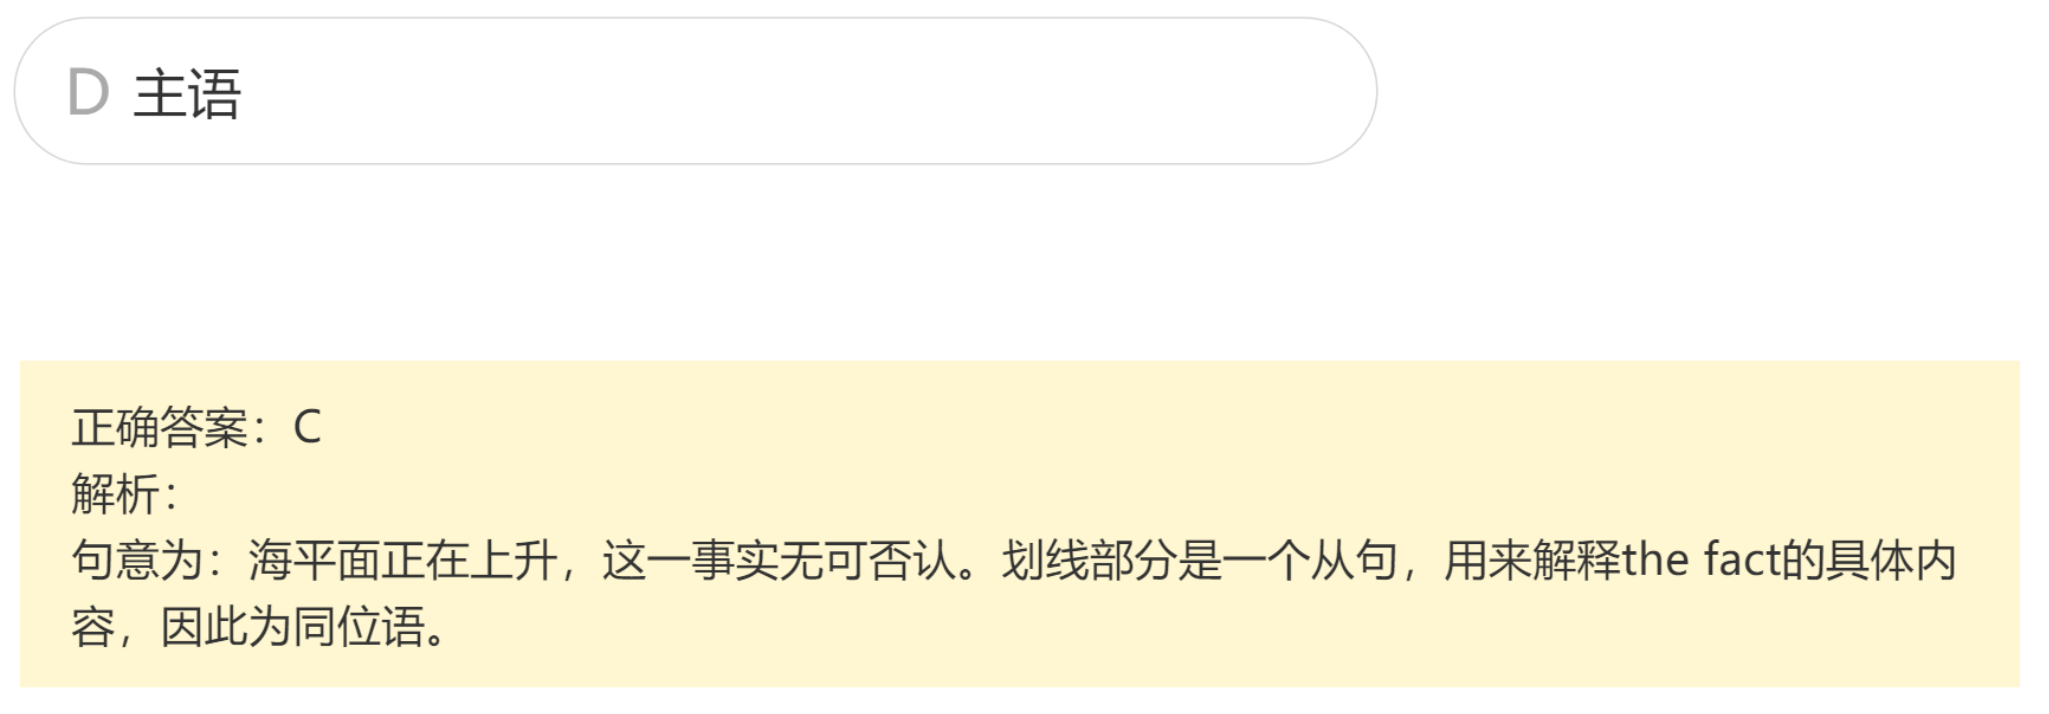 D 主语
正确答案：C
解析：
句意为：海平面正在上升，这一事实无可否认。划线部分是一个从句，用来解释the fact的具体内
容，因此为同位语。